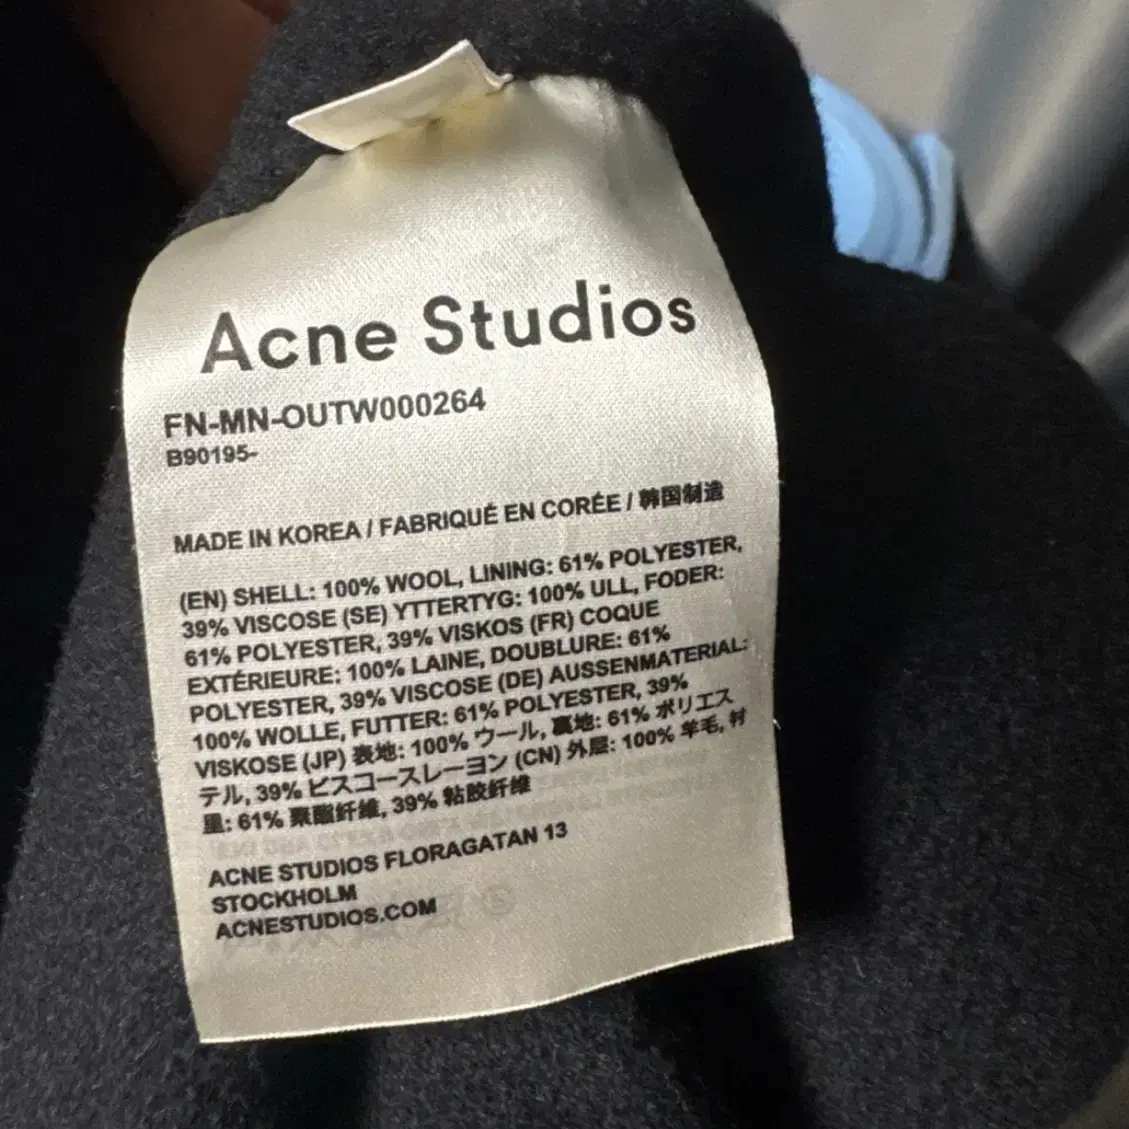 Acne Studios
FN-MN-OUTW000264
B90195-
MADE IN KOREA / FABRIQUÉ EN CORÉE / 韩国制造
(EN) SHELL: 100% WOOL, LINING: 61% POLYESTER,
39% VISCOSE (SE) YTTERTYG: 100% ULL, FODER:
61% POLYESTER, 39% VISKOS (FR) COQUE
EXTÉRIEURE: 100% LAINE, DOUBLURE: 61%
POLYESTER, 39% VISCOSE (DE) AUSSENMATERIAL:
100% WOLLE, FUTTER: 61% POLYESTER, 39%
VISKOSE (JP) 表地: 100% ウール, 裏地: 61% ポリエス
テル, 39% ビスコースレーヨン (CN) 外层: 100% 羊毛, 衬
里: 61% 聚酯纤维, 39% 粘胶纤维
ACNE STUDIOS FLORAGATAN 13
STOCKHOLM
ACNESTUDIOS.COM